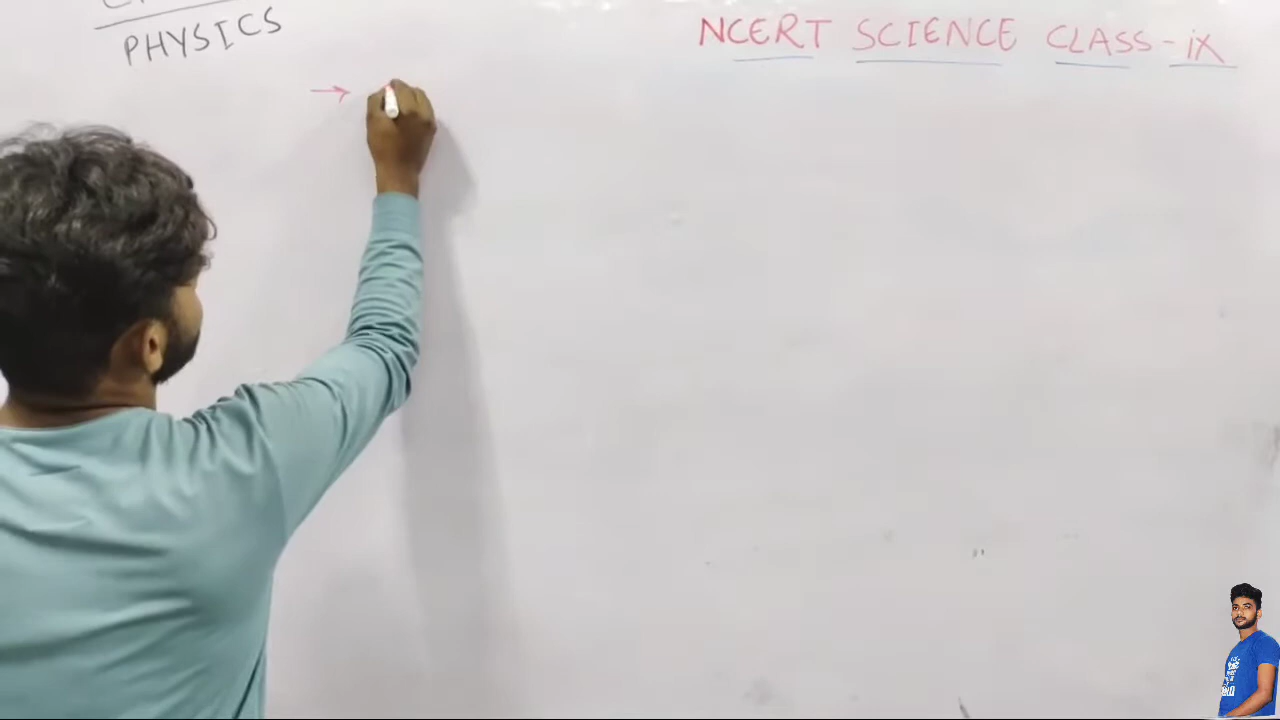 PHYSICS
NCERT SCIENCE CLASS-iX
→